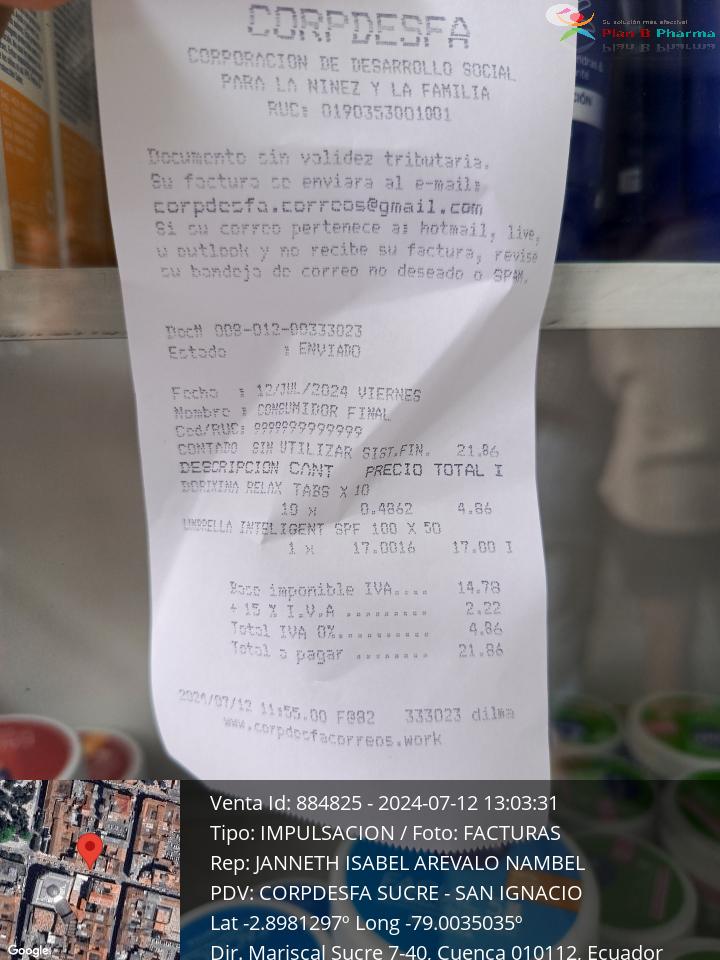 Su solución más efectiva!
Plan B Pharma
CORPDESFA
CORPORACION DE DESARROLLO SOCIAL
PARA LA NINEZ Y LA FAMILIA
RUC: 0190353001001
Documento sin validez tributaria.
Su factura se enviara al e-mail:
corpdesfa.correos@gmail.com
Si su correo pertenece a: hotmail, live,
u outlook y no recibe su factura, revise
su bandeja de correo no deseado o SPAM.
Doc# 008-012-00333023
Estado : ENVIADO
Fecha : 12/JUL/2024 VIERNES
Nombre : CONSUMIDOR FINAL
Ced/RUC: 9999999999999
CONTADO SIN UTILIZAR SIST.FIN. 21.86
DESCRIPCION CANT PRECIO TOTAL I
DORIXINA RELAX TABS X 10
10 x 0.4862 4.86
UMBRELLA INTELIGENT SPF 100 X 50
1 x 17.0016 17.00 I
Base imponible IVA.... 14.78
+ 15 % I.V.A ......... 2.22
Total IVA 0%.......... 4.86
Total a pagar ........ 21.86
2024/07/12 11:55.00 F@82 333023 dilma
www.corpdesfacorreos.work
Venta Id: 884825 - 2024-07-12 13:03:31
Tipo: IMPULSACION / Foto: FACTURAS
Rep: JANNETH ISABEL AREVALO NAMBEL
PDV: CORPDESFA SUCRE - SAN IGNACIO
Lat -2.8981297º Long -79.0035035º
Dir. Mariscal Sucre 7-40, Cuenca 010112, Ecuador
Google